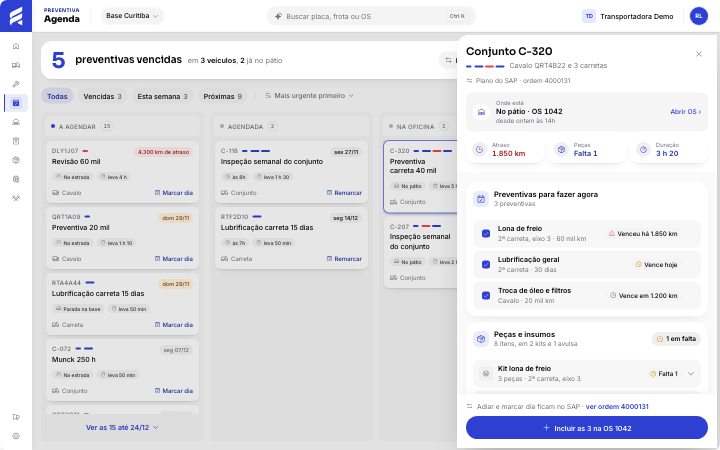 PREVENTIVA
Agenda
Base Curitiba
Buscar placa, frota ou OS
Ctrl K
TD
Transportadora Demo
RL
5 preventivas vencidas
em 3 veículos, 2 já no pátio
Todas
Vencidas 3
Esta semana 3
Próximas 9
Mais urgente primeiro
A AGENDAR 15
DLY1J07
4.300 km de atraso
Revisão 60 mil
Na estrada
leva 4 h
Cavalo
Marcar dia
QRT1A09
dom 29/11
Preventiva 20 mil
Na estrada
leva 1 h 10
Cavalo
Marcar dia
RTA4A44
dom 29/11
Lubrificação carreta 15 dias
Parada na base
leva 50 min
Carreta
Marcar dia
C-072
seg 07/12
Munck 250 h
Na estrada
leva 50 min
Conjunto
Marcar dia
Ver as 15 até 24/12
AGENDADA 2
C-118
sex 27/11
Inspeção semanal do conjunto
às 8h
leva 1 h 30
Conjunto
Remarcar
RTF2D10
seg 14/12
Lubrificação carreta 15 dias
às 7h
leva 50 min
Carreta
Remarcar
NA OFICINA 2
C-320
Preventiva
carreta 40 mil
No pátio
Conjunto
C-207
Inspeção semanal
do conjunto
No pátio
Conjunto
Conjunto C-320
Cavalo QRT4B22 e 3 carretas
Plano do SAP · ordem 4000131
Onde está
No pátio · OS 1042
desde ontem às 14h
Abrir OS
Atraso
1.850 km
Peças
Falta 1
Duração
3 h 20
Preventivas para fazer agora
3 preventivas
Lona de freio
2ª carreta, eixo 3 · 60 mil km
Venceu há 1.850 km
Lubrificação geral
2ª carreta · 30 dias
Vence hoje
Troca de óleo e filtros
Cavalo · 20 mil km
Vence em 1.200 km
Peças e insumos
8 itens, em 2 kits e 1 avulsa
1 em falta
Kit lona de freio
3 peças · 2ª carreta, eixo 3
Falta 1
Adiar e marcar dia ficam no SAP · ver ordem 4000131
Incluir as 3 na OS 1042